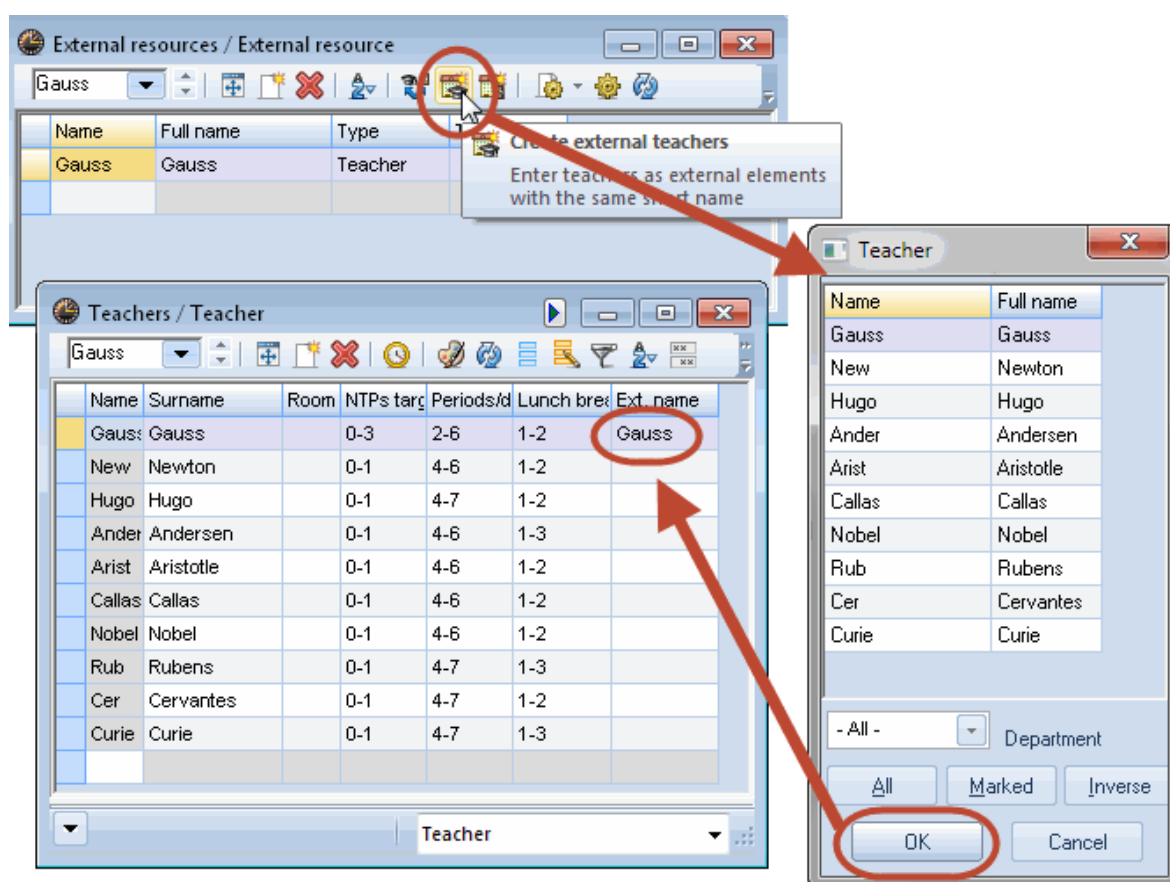 External resources / External resource
Gauss
Name Full name Type
Gauss Gauss Teacher
Create external teachers
Enter teachers as external elements
with the same short name
Teachers / Teacher
Gauss
Name Surname Room NTPs targ Periods/d Lunch brea Ext. name
Gauss Gauss 0-3 2-6 1-2 Gauss
New Newton 0-1 4-6 1-2
Hugo Hugo 0-1 4-7 1-2
Ander Andersen 0-1 4-6 1-3
Arist Aristotle 0-1 4-6 1-2
Callas Callas 0-1 4-6 1-2
Nobel Nobel 0-1 4-6 1-2
Rub Rubens 0-1 4-7 1-3
Cer Cervantes 0-1 4-7 1-2
Curie Curie 0-1 4-7 1-3
Teacher
Teacher
Name Full name
Gauss Gauss
New Newton
Hugo Hugo
Ander Andersen
Arist Aristotle
Callas Callas
Nobel Nobel
Rub Rubens
Cer Cervantes
Curie Curie
- All - Department
All Marked Inverse
OK Cancel